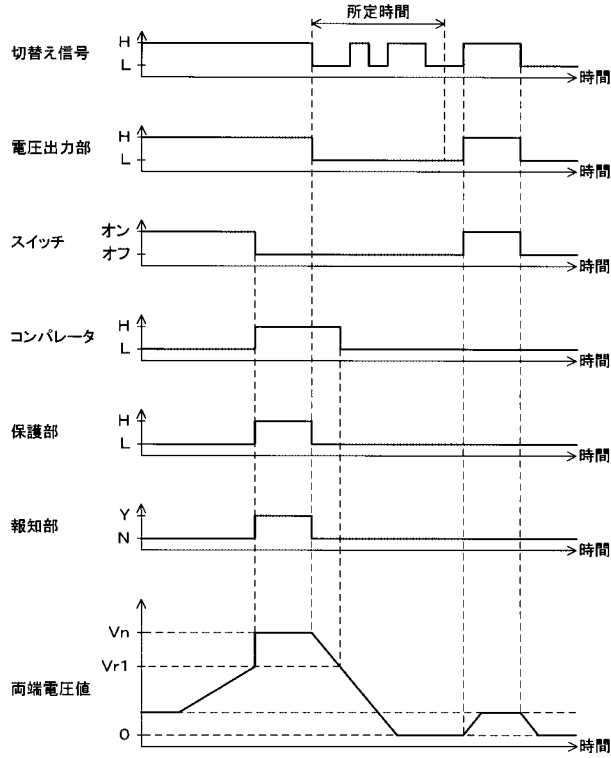 所定時間
切替え信号
H
L
時間
電圧出力部
H
L
時間
スイッチ
オン
オフ
時間
コンパレータ
H
L
時間
保護部
H
L
時間
報知部
Y
N
時間
両端電圧値
Vn
Vr1
0
時間